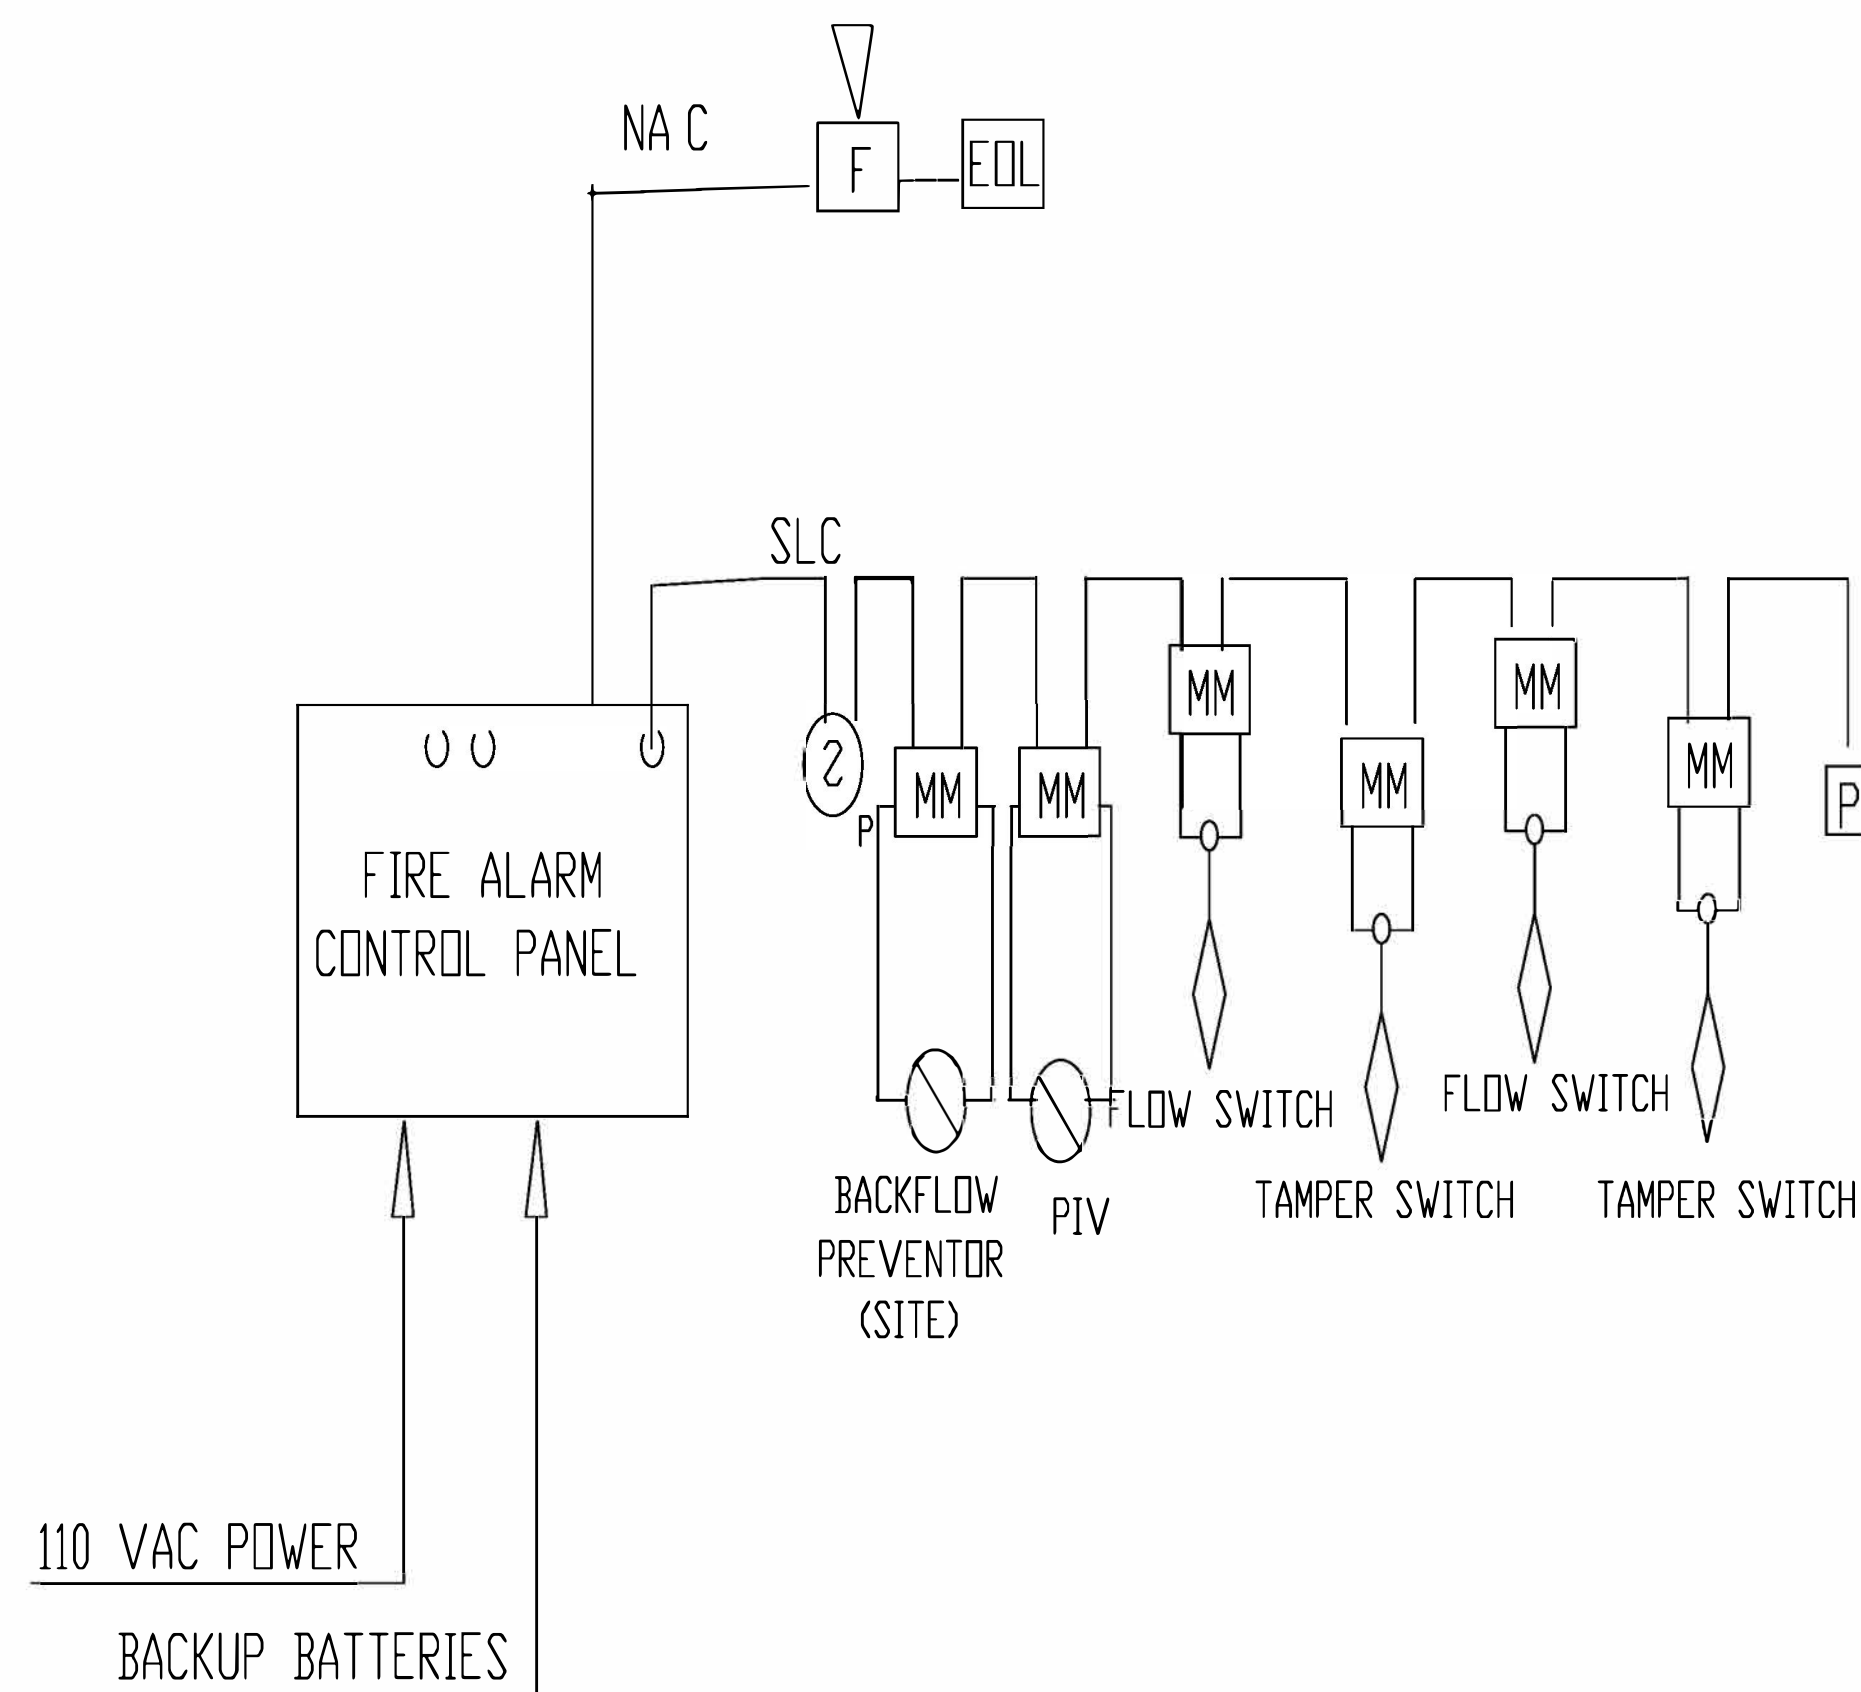 NAC
F
EOL
SLC
2
P
MM
MM
MM
MM
MM
MM
P
FIRE ALARM
CONTROL PANEL
FLOW SWITCH
FLOW SWITCH
BACKFLOW
PREVENTOR
(SITE)
PIV
TAMPER SWITCH
TAMPER SWITCH
110 VAC POWER
BACKUP BATTERIES